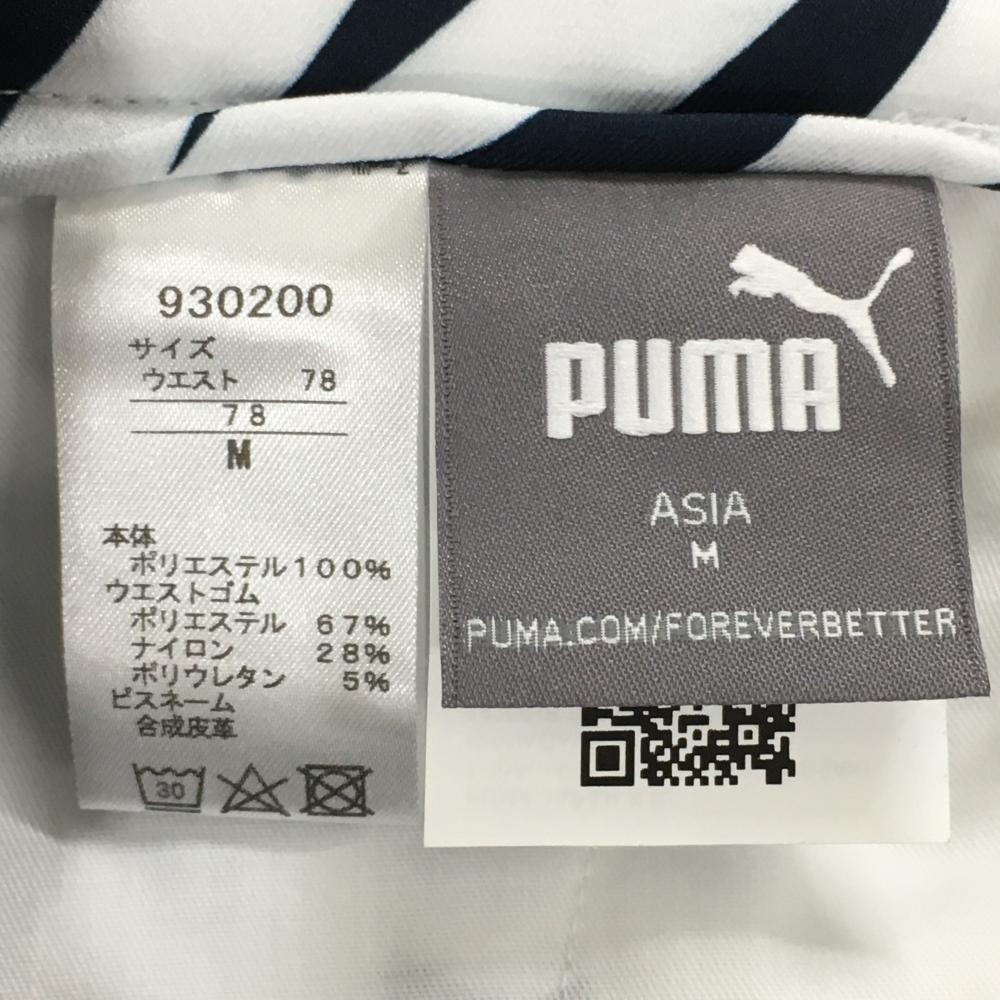 930200
サイズ
ウエスト 78
78
M
本体
ポリエステル100%
ウエストゴム
ポリエステル 67%
ナイロン 28%
ポリウレタン 5%
ピスネーム
合成皮革
30
PUMA
ASIA
M
PUMA.COM/FOREVERBETTER